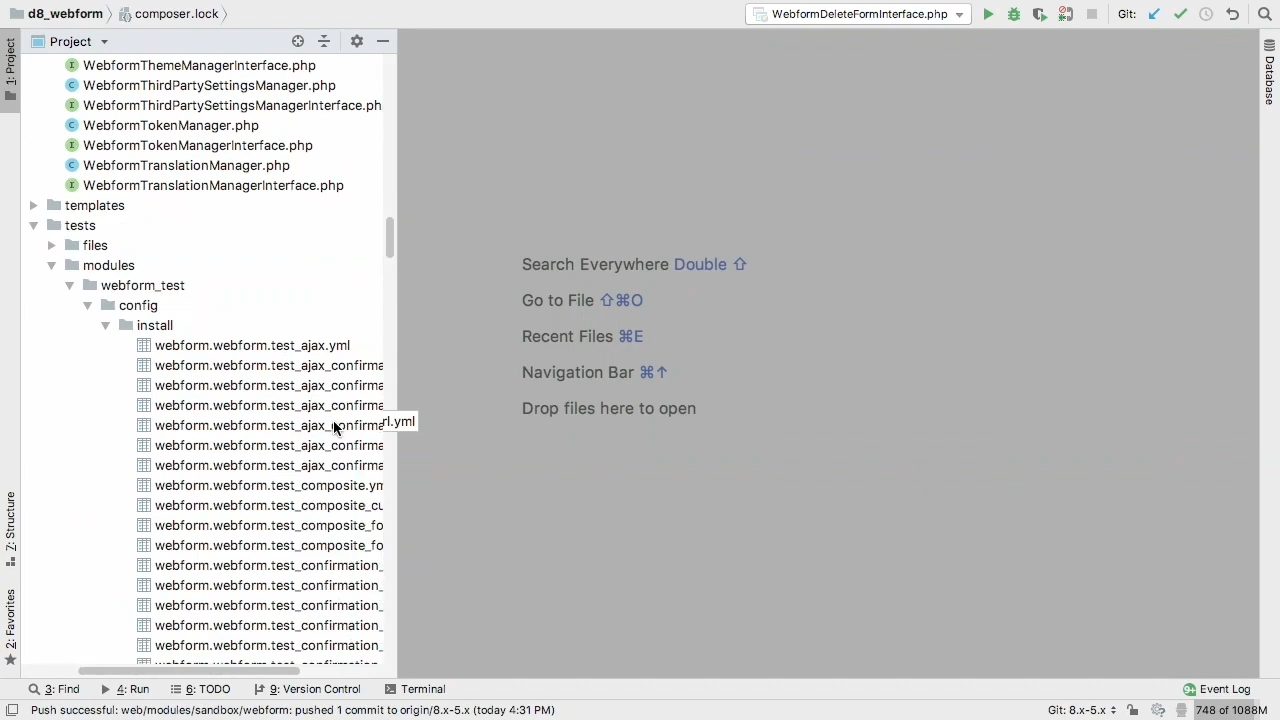 d8_webform composer.lock
WebformDeleteFormInterface.php
Git:
1: Project
Project
WebformThemeManagerInterface.php
WebformThirdPartySettingsManager.php
WebformThirdPartySettingsManagerInterface.ph
WebformTokenManager.php
WebformTokenManagerInterface.php
WebformTranslationManager.php
WebformTranslationManagerInterface.php
templates
tests
files
modules
webform_test
config
install
webform.webform.test_ajax.yml
webform.webform.test_ajax_confirma
webform.webform.test_ajax_confirma
webform.webform.test_ajax_confirma
webform.webform.test_ajax_confirma
rl.yml
webform.webform.test_ajax_confirma
webform.webform.test_ajax_confirma
webform.webform.test_composite.ym
webform.webform.test_composite_cu
webform.webform.test_composite_fo
webform.webform.test_composite_fo
webform.webform.test_confirmation_
webform.webform.test_confirmation_
webform.webform.test_confirmation_
webform.webform.test_confirmation_
webform.webform.test_confirmation_
Search Everywhere Double ⇧
Go to File ⇧⌘O
Recent Files ⌘E
Navigation Bar ⌘↑
Drop files here to open
Database
Z: Structure
2: Favorites
3: Find 4: Run 6: TODO 9: Version Control Terminal
9+ Event Log
Push successful: web/modules/sandbox/webform: pushed 1 commit to origin/8.x-5.x (today 4:31 PM)
Git: 8.x-5.x
748 of 1088M